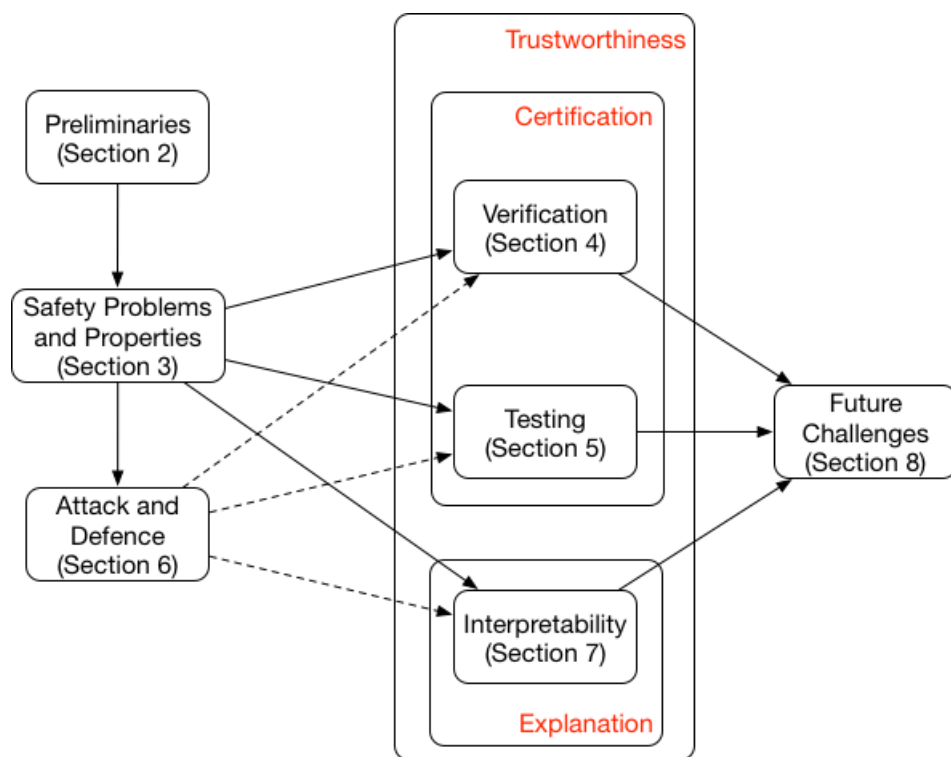 Trustworthiness
Certification
Preliminaries
(Section 2)
Verification
(Section 4)
Safety Problems
and Properties
(Section 3)
Testing
(Section 5)
Future
Challenges
(Section 8)
Attack and
Defence
(Section 6)
Interpretability
(Section 7)
Explanation